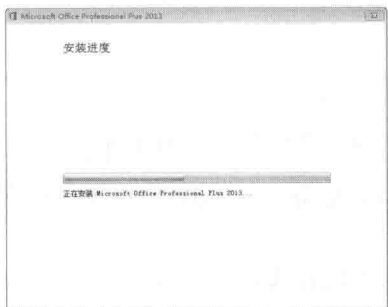 Microsoft Office Professional Plus 2013
安装进度
正在安装 Microsoft Office Professional Plus 2013...